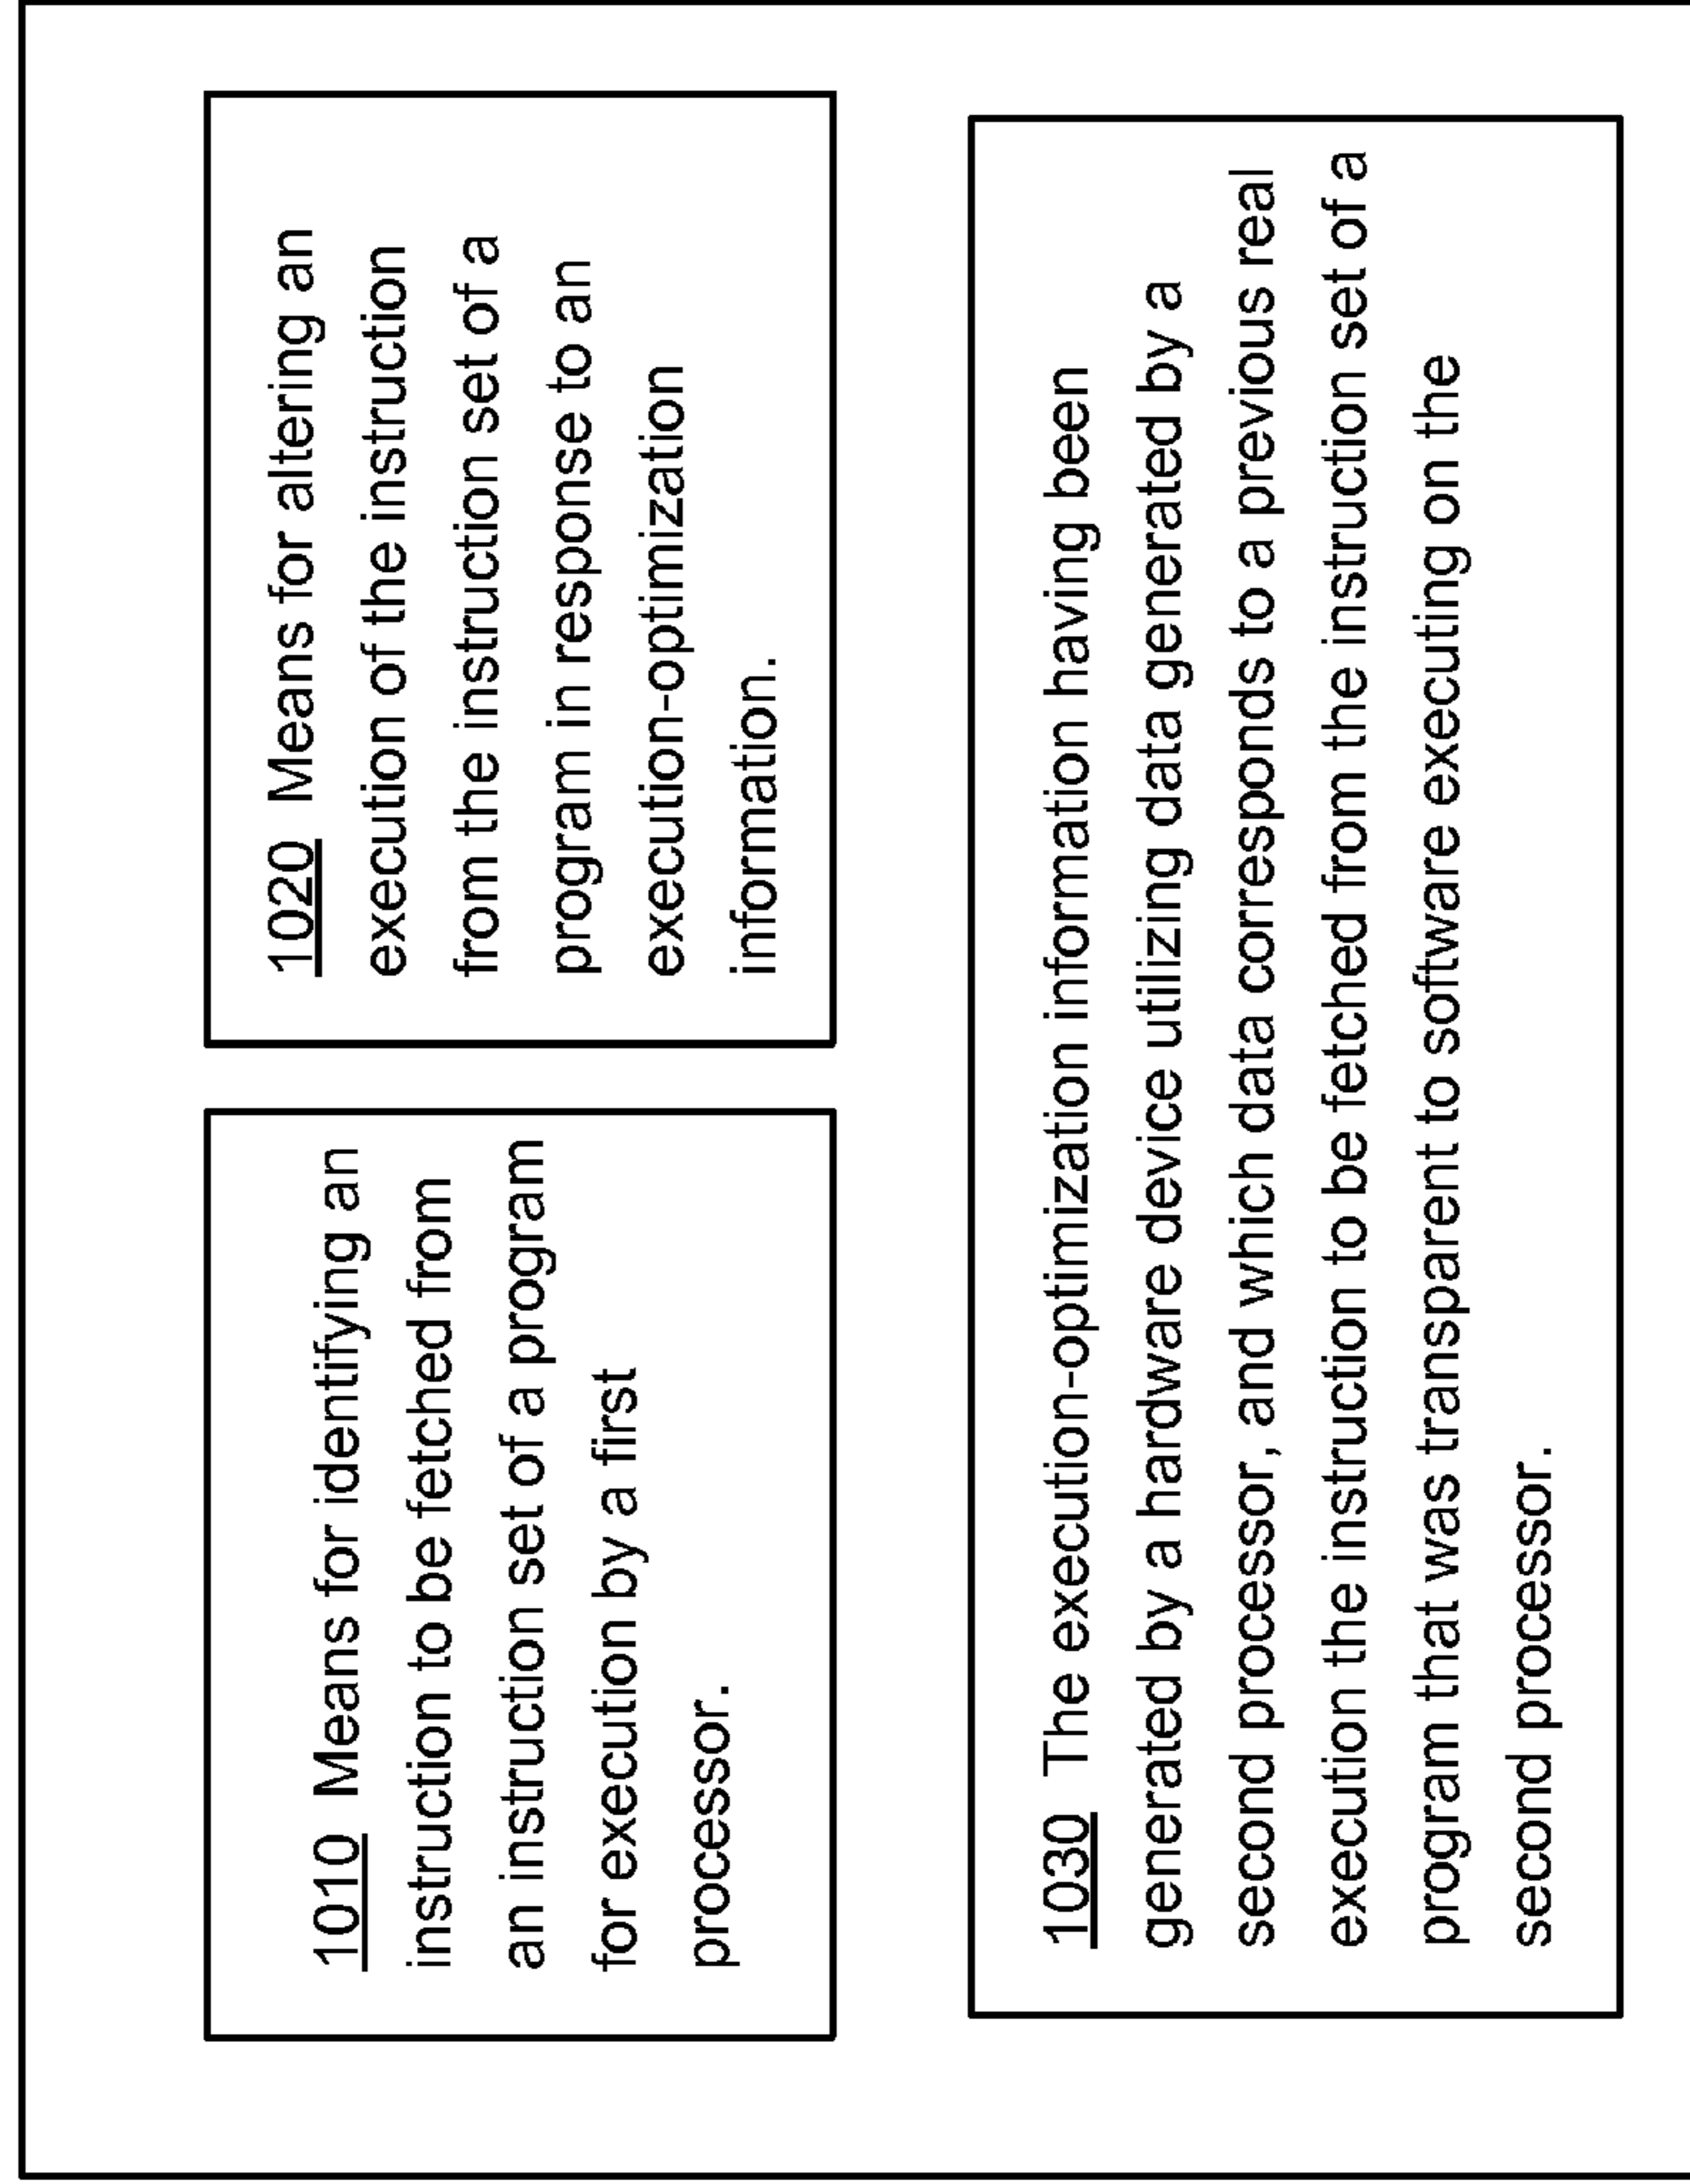 1010 Means for identifying an
instruction to be fetched from
an instruction set of a program
for execution by a first
processor.
1020 Means for altering an
execution of the instruction
from the instruction set of a
program in response to an
execution-optimization
information.
1030 The execution-optimization information having been
generated by a hardware device utilizing data generated by a
second processor, and which data corresponds to a previous real
execution the instruction to be fetched from the instruction set of a
program that was transparent to software executing on the
second processor.